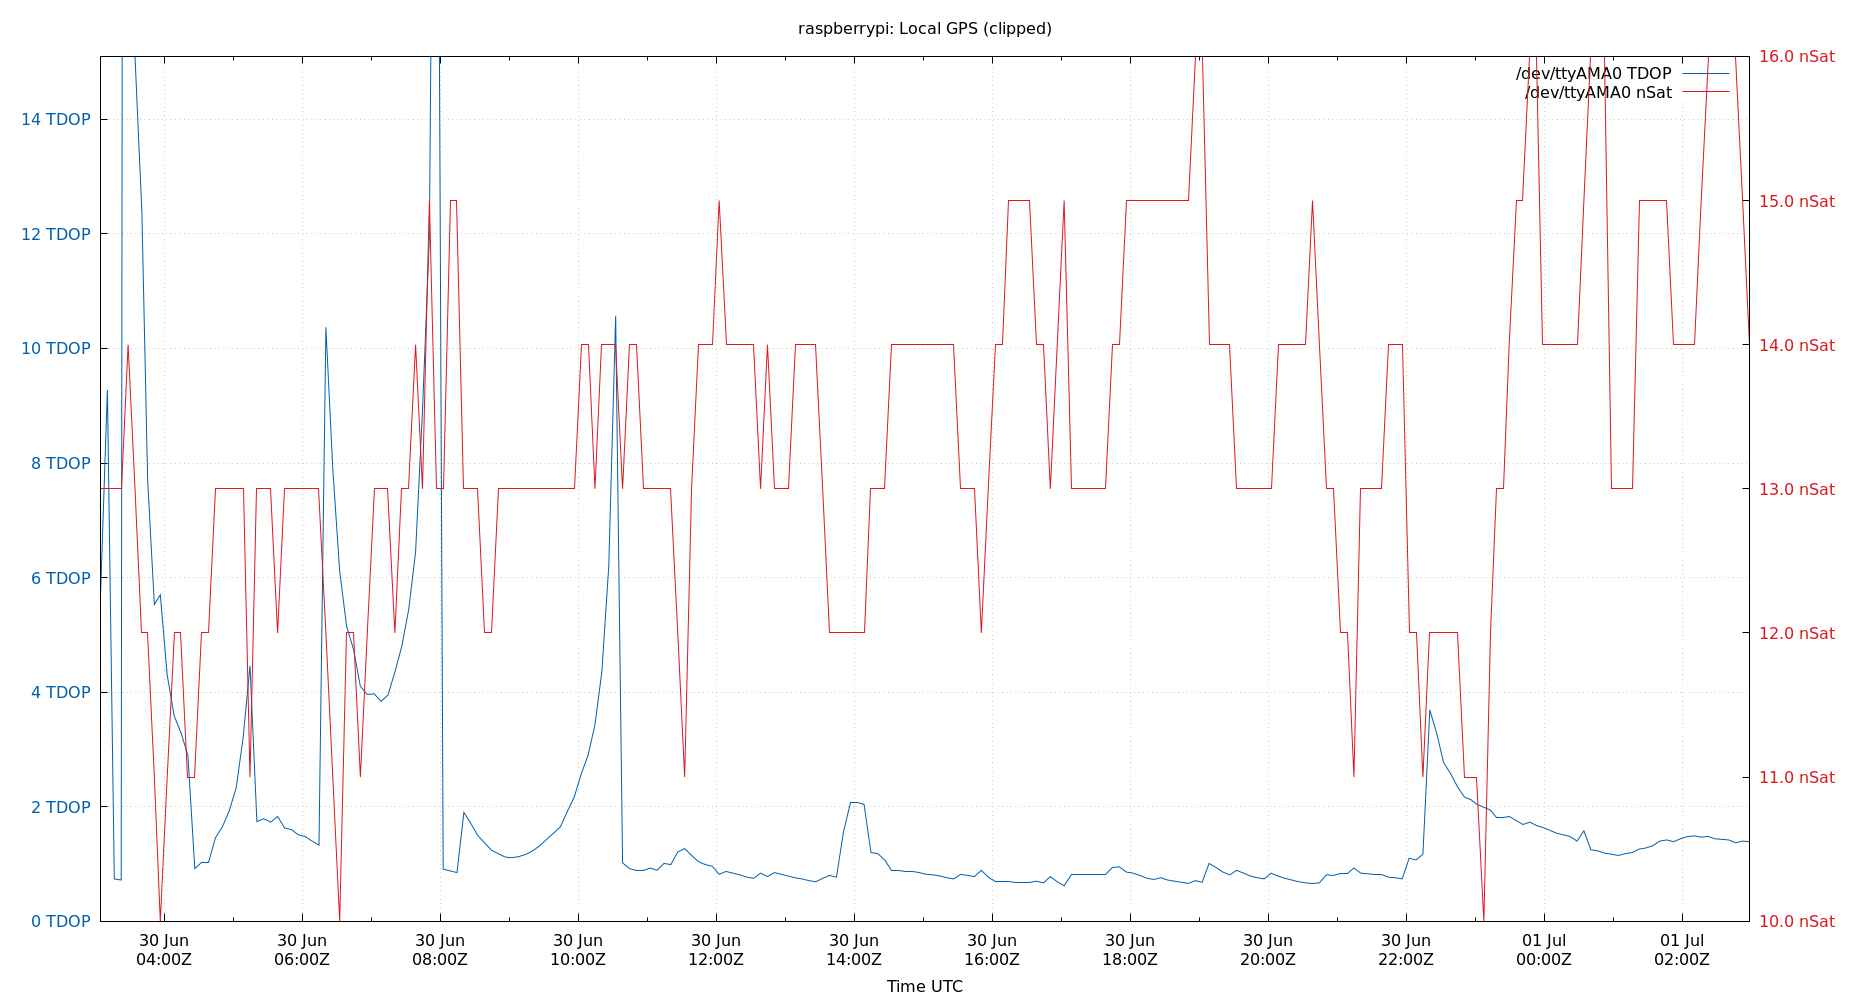 raspberrypi: Local GPS (clipped)
/dev/ttyAMA0 TDOP
/dev/ttyAMA0 nSat
14 TDOP
12 TDOP
10 TDOP
8 TDOP
6 TDOP
4 TDOP
2 TDOP
0 TDOP
16.0 nSat
15.0 nSat
14.0 nSat
13.0 nSat
12.0 nSat
11.0 nSat
10.0 nSat
30 Jun 30 Jun 30 Jun 30 Jun 30 Jun 30 Jun 30 Jun 30 Jun 30 Jun 30 Jun 01 Jul 01 Jul
04:00Z 06:00Z 08:00Z 10:00Z 12:00Z 14:00Z 16:00Z 18:00Z 20:00Z 22:00Z 00:00Z 02:00Z
Time UTC